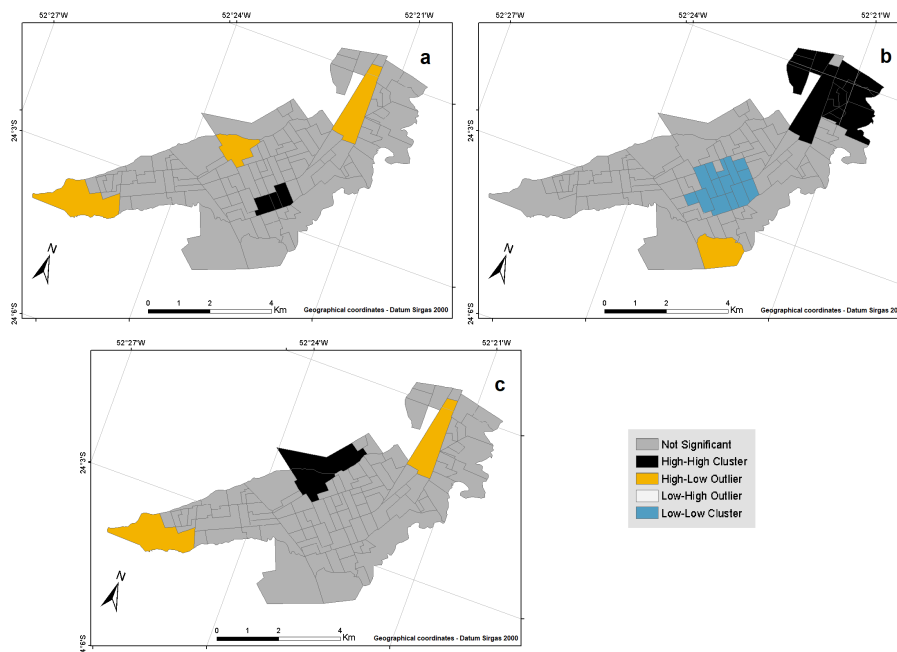 52°27'W 52°24'W 52°21'W
a
24°3'S
N
24°6'S
0 1 2 4
Km
Geographical coordinates - Datum Sirgas 2000
52°27'W 52°24'W 52°21'W
b
24°3'S
N
24°6'S
0 1 2 4
Km
Geographical coordinates - Datum Sirgas 200
52°27'W 52°24'W 52°21'W
c
24°3'S
N
4°6'S
0 1 2 4
Km
Geographical coordinates - Datum Sirgas 2000
Not Significant
High-High Cluster
High-Low Outlier
Low-High Outlier
Low-Low Cluster